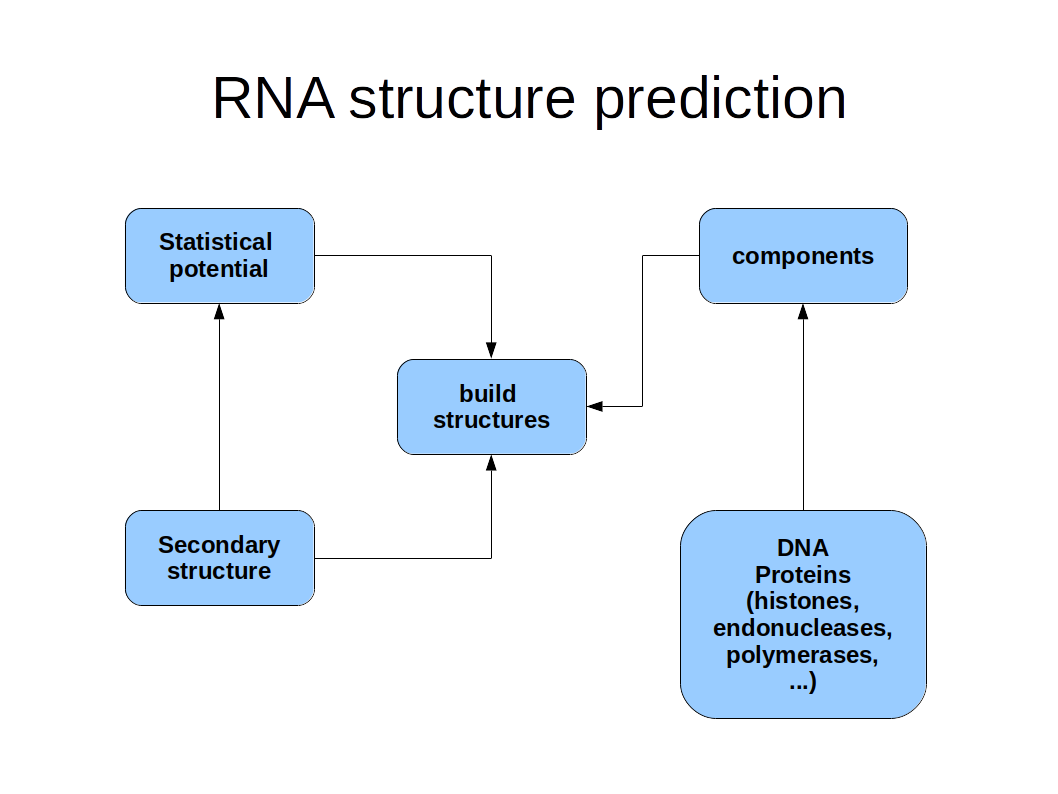 RNA structure prediction
Statistical
potential
components
build
structures
Secondary
structure
DNA
Proteins
(histones,
endonucleases,
polymerases,
...)